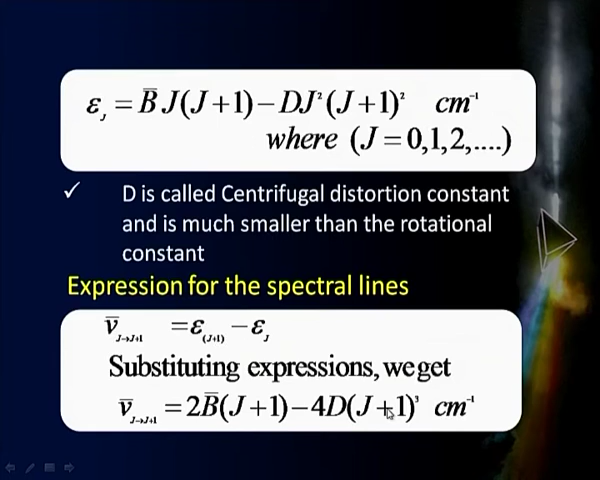 ε_J = B̄ J(J+1) − DJ²(J+1)² cm⁻¹
where (J = 0,1,2,....)
✓ D is called Centrifugal distortion constant
and is much smaller than the rotational
constant
Expression for the spectral lines
ν̄_J→J+1 = ε_(J+1) − ε_J
Substituting expressions, we get
ν̄_J→J+1 = 2B̄(J+1) − 4D(J+1)³ cm⁻¹